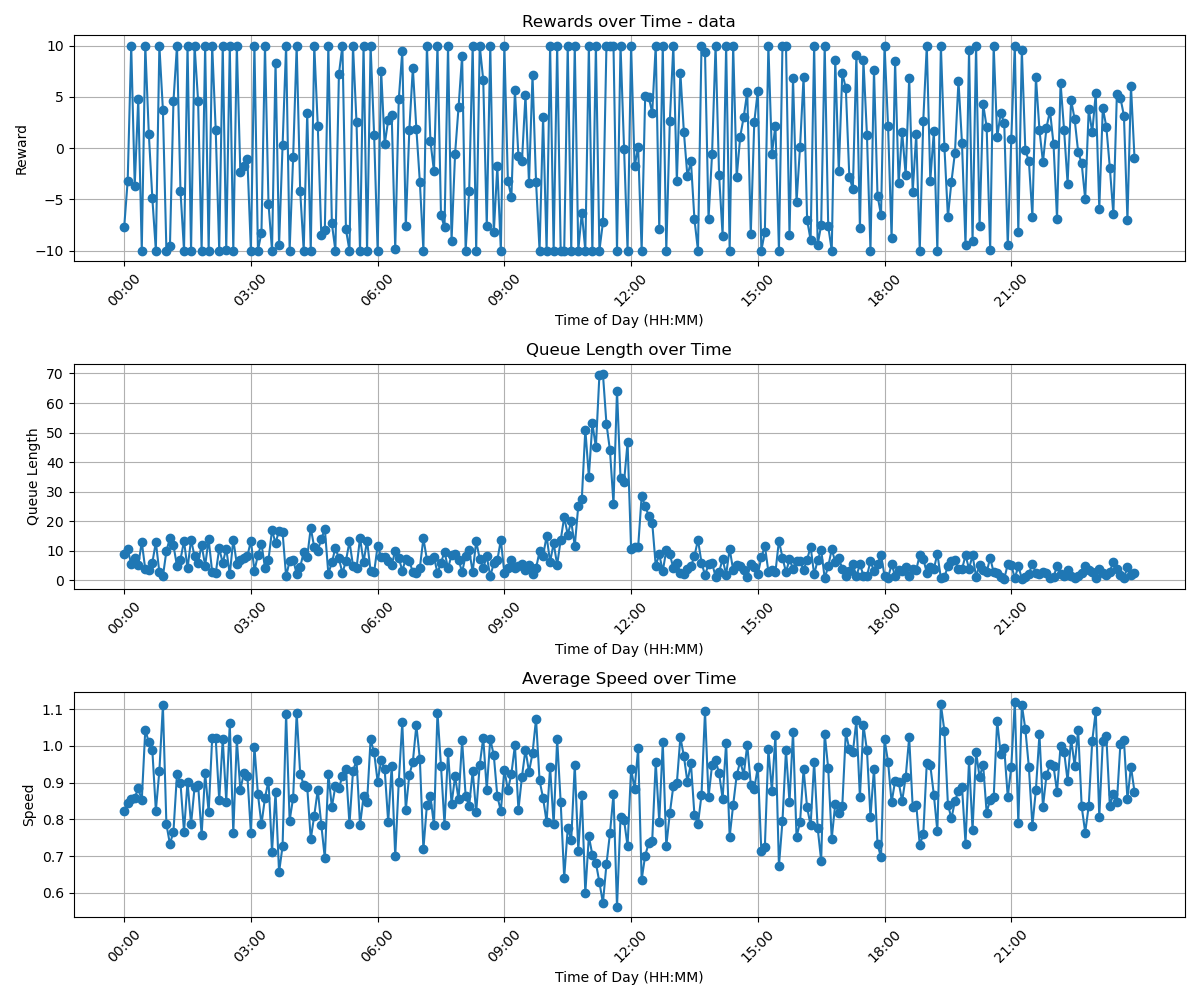 Rewards over Time - data
10
5
0
−5
−10
Reward
00:00 03:00 06:00 09:00 12:00 15:00 18:00 21:00
Time of Day (HH:MM)
Queue Length over Time
70
60
50
40
30
20
10
0
Queue Length
00:00 03:00 06:00 09:00 12:00 15:00 18:00 21:00
Time of Day (HH:MM)
Average Speed over Time
1.1
1.0
0.9
0.8
0.7
0.6
Speed
00:00 03:00 06:00 09:00 12:00 15:00 18:00 21:00
Time of Day (HH:MM)